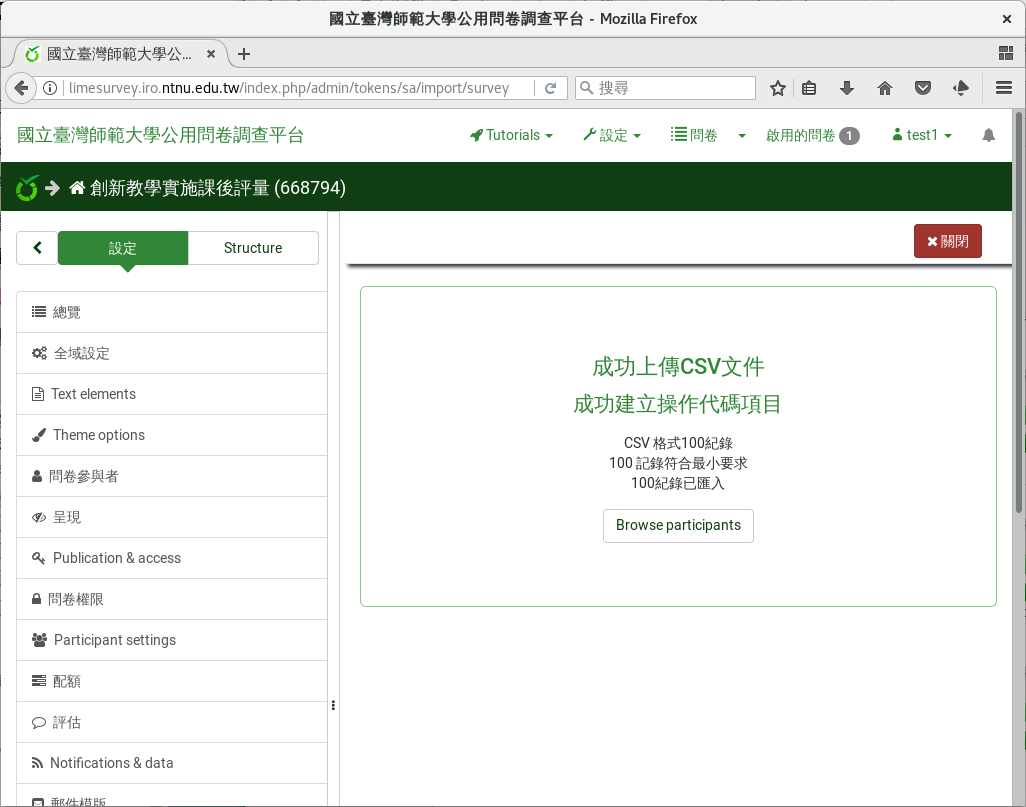 國立臺灣師範大學公用問卷調查平台 - Mozilla Firefox
國立臺灣師範大學公...
limesurvey.iro.ntnu.edu.tw/index.php/admin/tokens/sa/import/survey
搜尋
國立臺灣師範大學公用問卷調查平台
Tutorials
設定
問卷
啟用的問卷 1
test1
創新教學實施課後評量 (668794)
設定
Structure
關閉
總覽
全域設定
Text elements
Theme options
問卷參與者
呈現
Publication & access
問卷權限
Participant settings
配額
評估
Notifications & data
郵件模版
成功上傳CSV文件
成功建立操作代碼項目
CSV 格式100紀錄
100 記錄符合最小要求
100紀錄已匯入
Browse participants